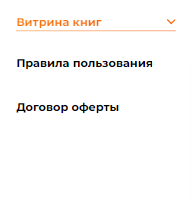 Витрина книг
Правила пользования
Договор оферты